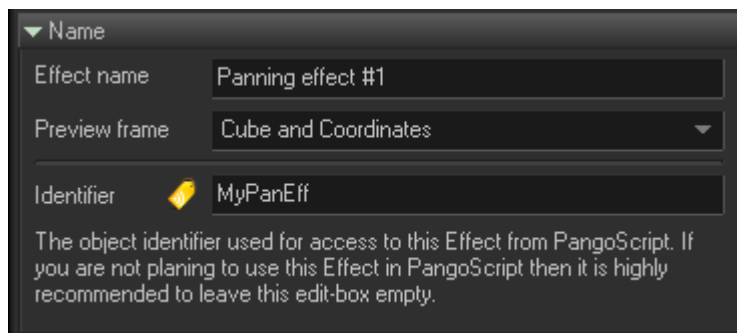 Name
Effect name Panning effect #1
Preview frame Cube and Coordinates
Identifier MyPanEff
The object identifier used for access to this Effect from PangoScript. If
you are not planing to use this Effect in PangoScript then it is highly
recommended to leave this edit-box empty.